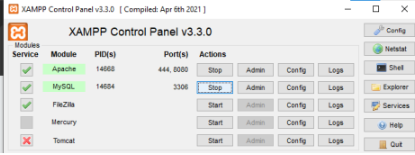 XAMPP Control Panel v3.3.0 [ Compiled: Apr 6th 2021 ]
XAMPP Control Panel v3.3.0
Config
Modules
Service Module PID(s) Port(s) Actions
Netstat
Apache 14668 444, 8080 Stop Admin Config Logs
Shell
MySQL 14684 3306 Stop Admin Config Logs
Explorer
FileZilla Start Admin Config Logs
Services
Mercury Start Admin Config Logs
Help
Tomcat Start Admin Config Logs
Quit